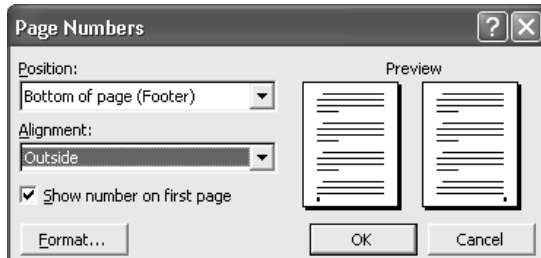 Page Numbers
Position:
Preview
Bottom of page (Footer)
Alignment:
Outside
Show number on first page
Format...
OK
Cancel